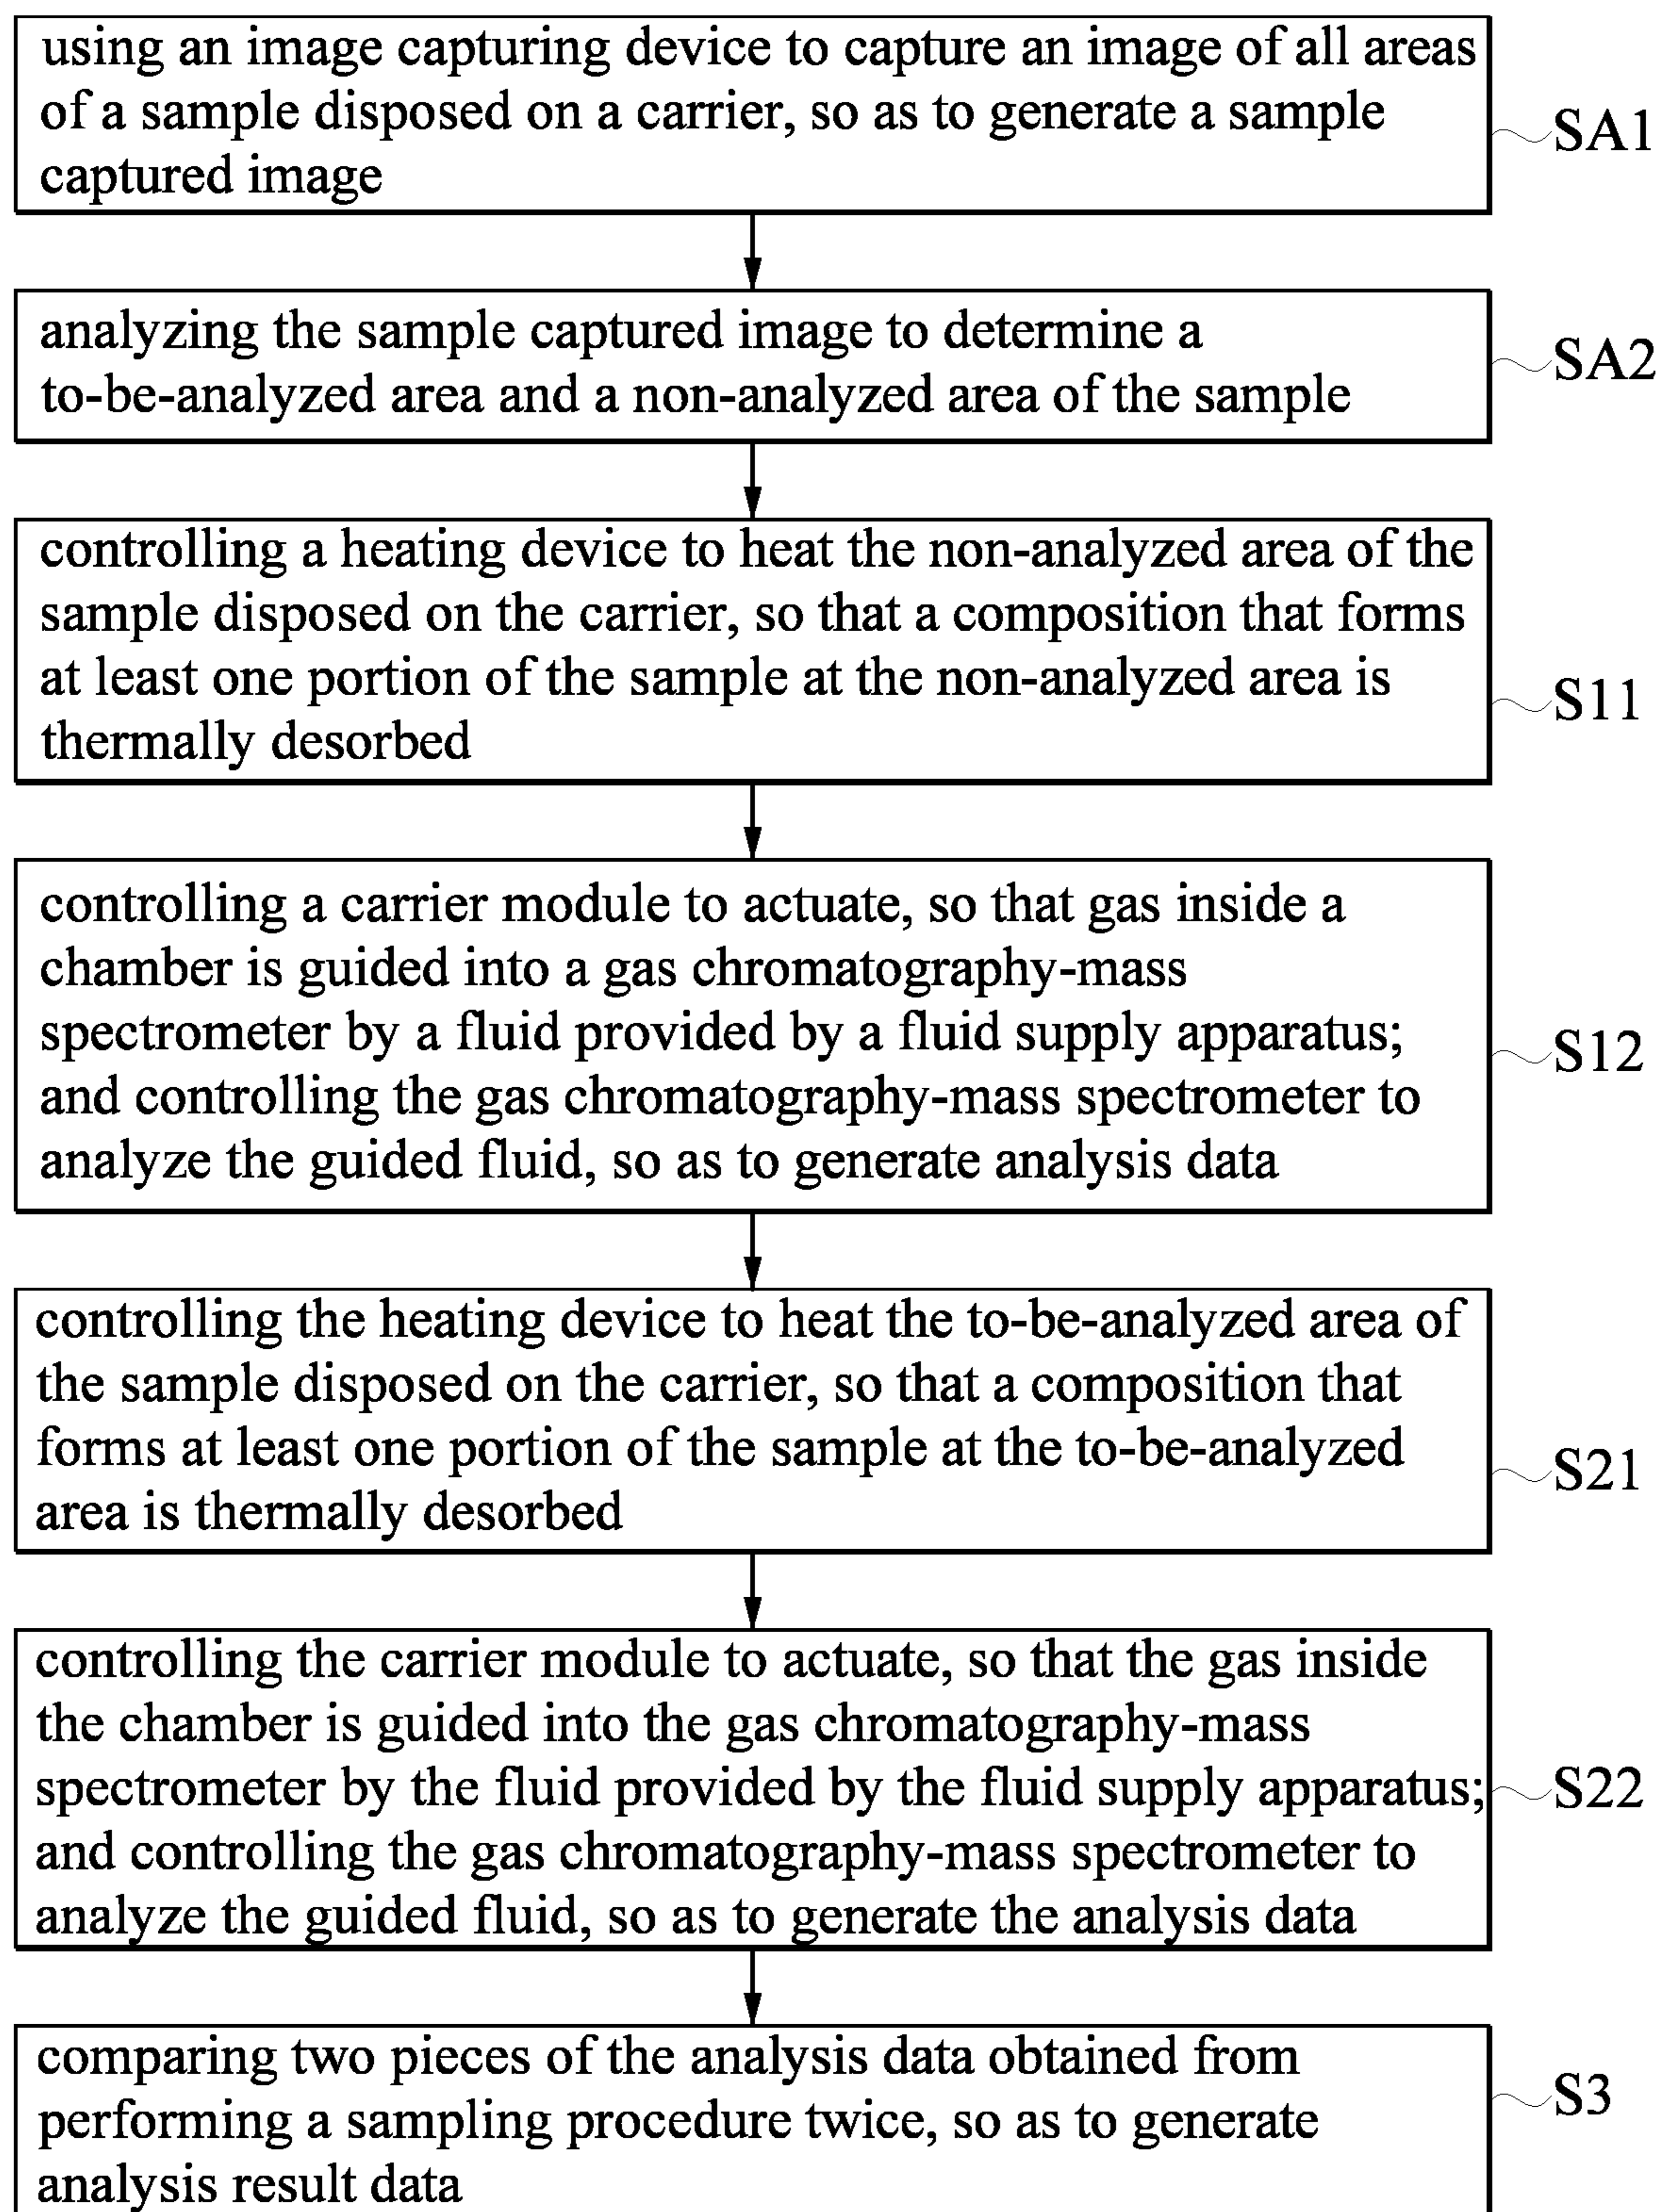 using an image capturing device to capture an image of all areas
of a sample disposed on a carrier, so as to generate a sample
captured image
SA1
analyzing the sample captured image to determine a
to-be-analyzed area and a non-analyzed area of the sample
SA2
controlling a heating device to heat the non-analyzed area of the
sample disposed on the carrier, so that a composition that forms
at least one portion of the sample at the non-analyzed area is
thermally desorbed
S11
controlling a carrier module to actuate, so that gas inside a
chamber is guided into a gas chromatography-mass
spectrometer by a fluid provided by a fluid supply apparatus;
and controlling the gas chromatography-mass spectrometer to
analyze the guided fluid, so as to generate analysis data
S12
controlling the heating device to heat the to-be-analyzed area of
the sample disposed on the carrier, so that a composition that
forms at least one portion of the sample at the to-be-analyzed
area is thermally desorbed
S21
controlling the carrier module to actuate, so that the gas inside
the chamber is guided into the gas chromatography-mass
spectrometer by the fluid provided by the fluid supply apparatus;
and controlling the gas chromatography-mass spectrometer to
analyze the guided fluid, so as to generate the analysis data
S22
comparing two pieces of the analysis data obtained from
performing a sampling procedure twice, so as to generate
analysis result data
S3